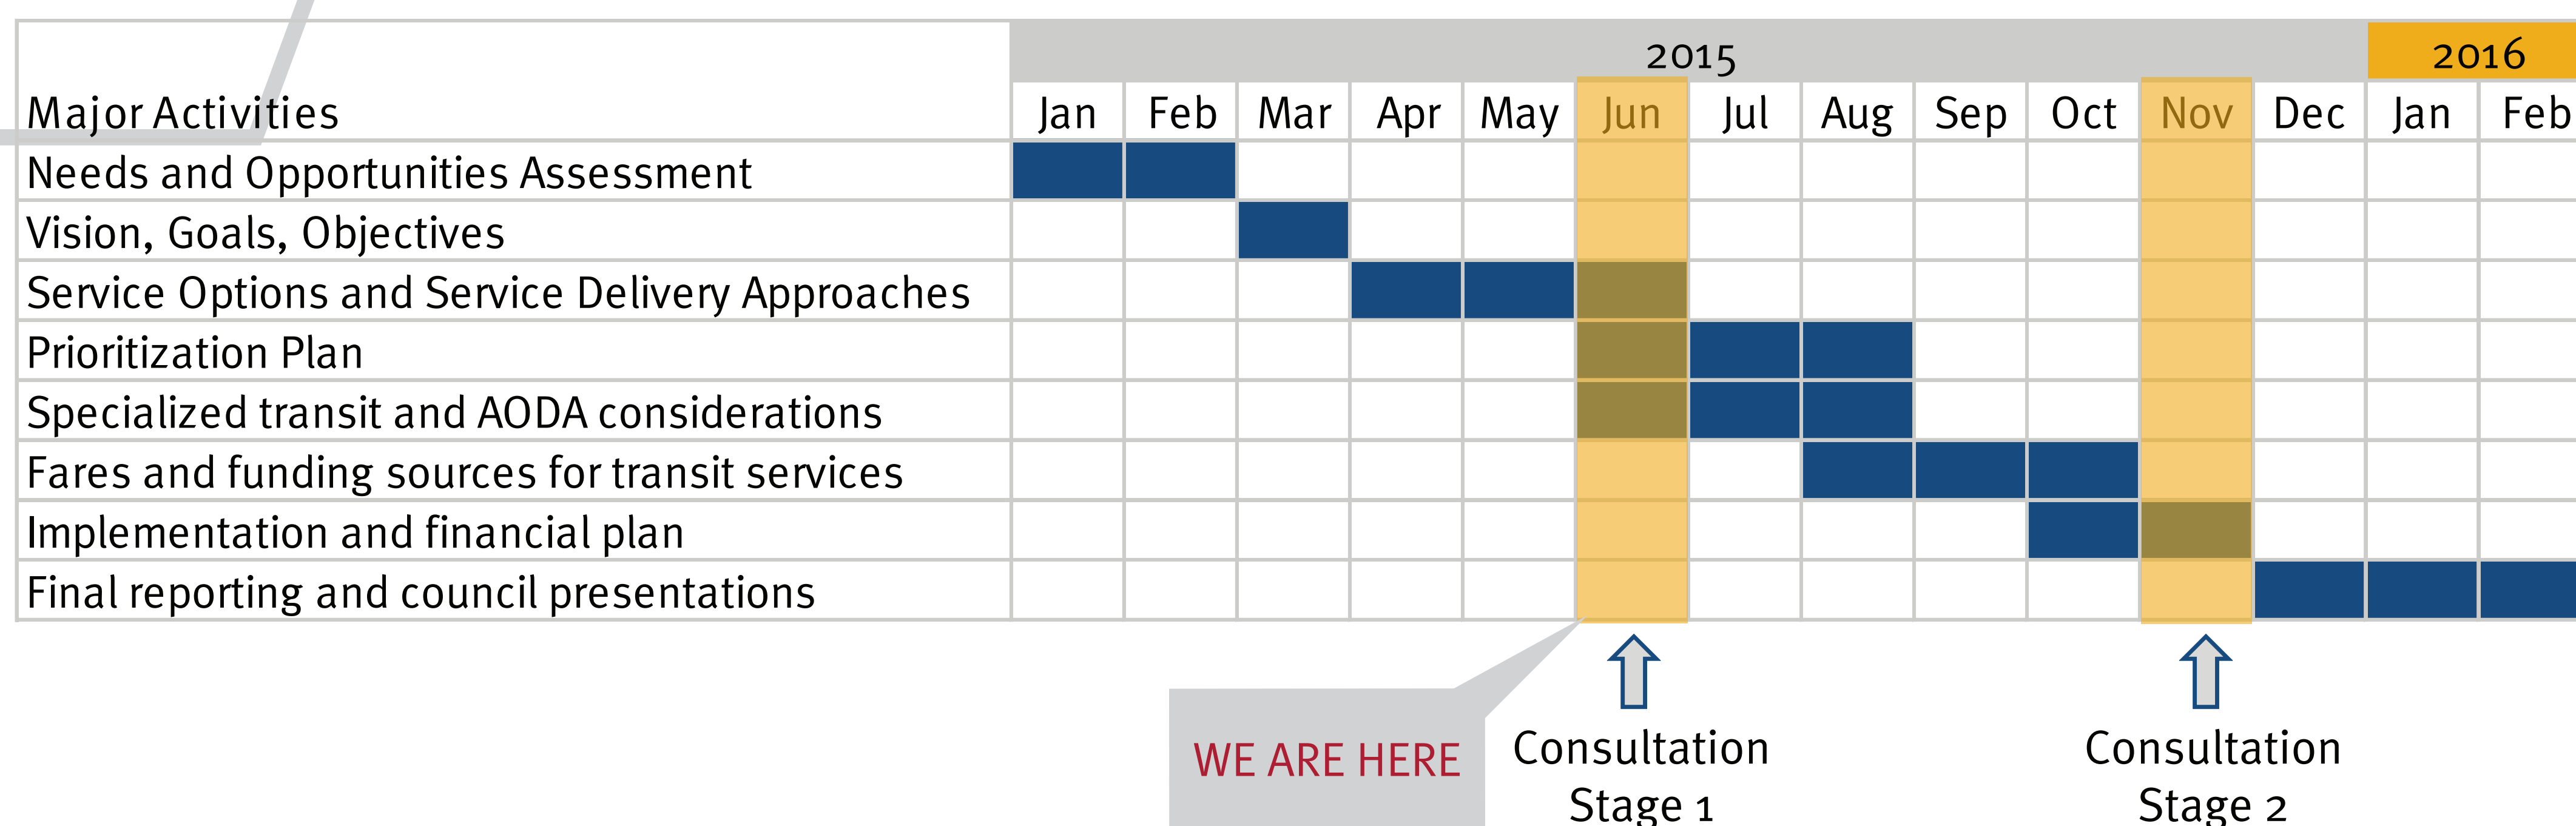 2015 2016
Major Activities Jan Feb Mar Apr May Jun Jul Aug Sep Oct Nov Dec Jan Feb
Needs and Opportunities Assessment
Vision, Goals, Objectives
Service Options and Service Delivery Approaches
Prioritization Plan
Specialized transit and AODA considerations
Fares and funding sources for transit services
Implementation and financial plan
Final reporting and council presentations
WE ARE HERE
Consultation
Stage 1
Consultation
Stage 2